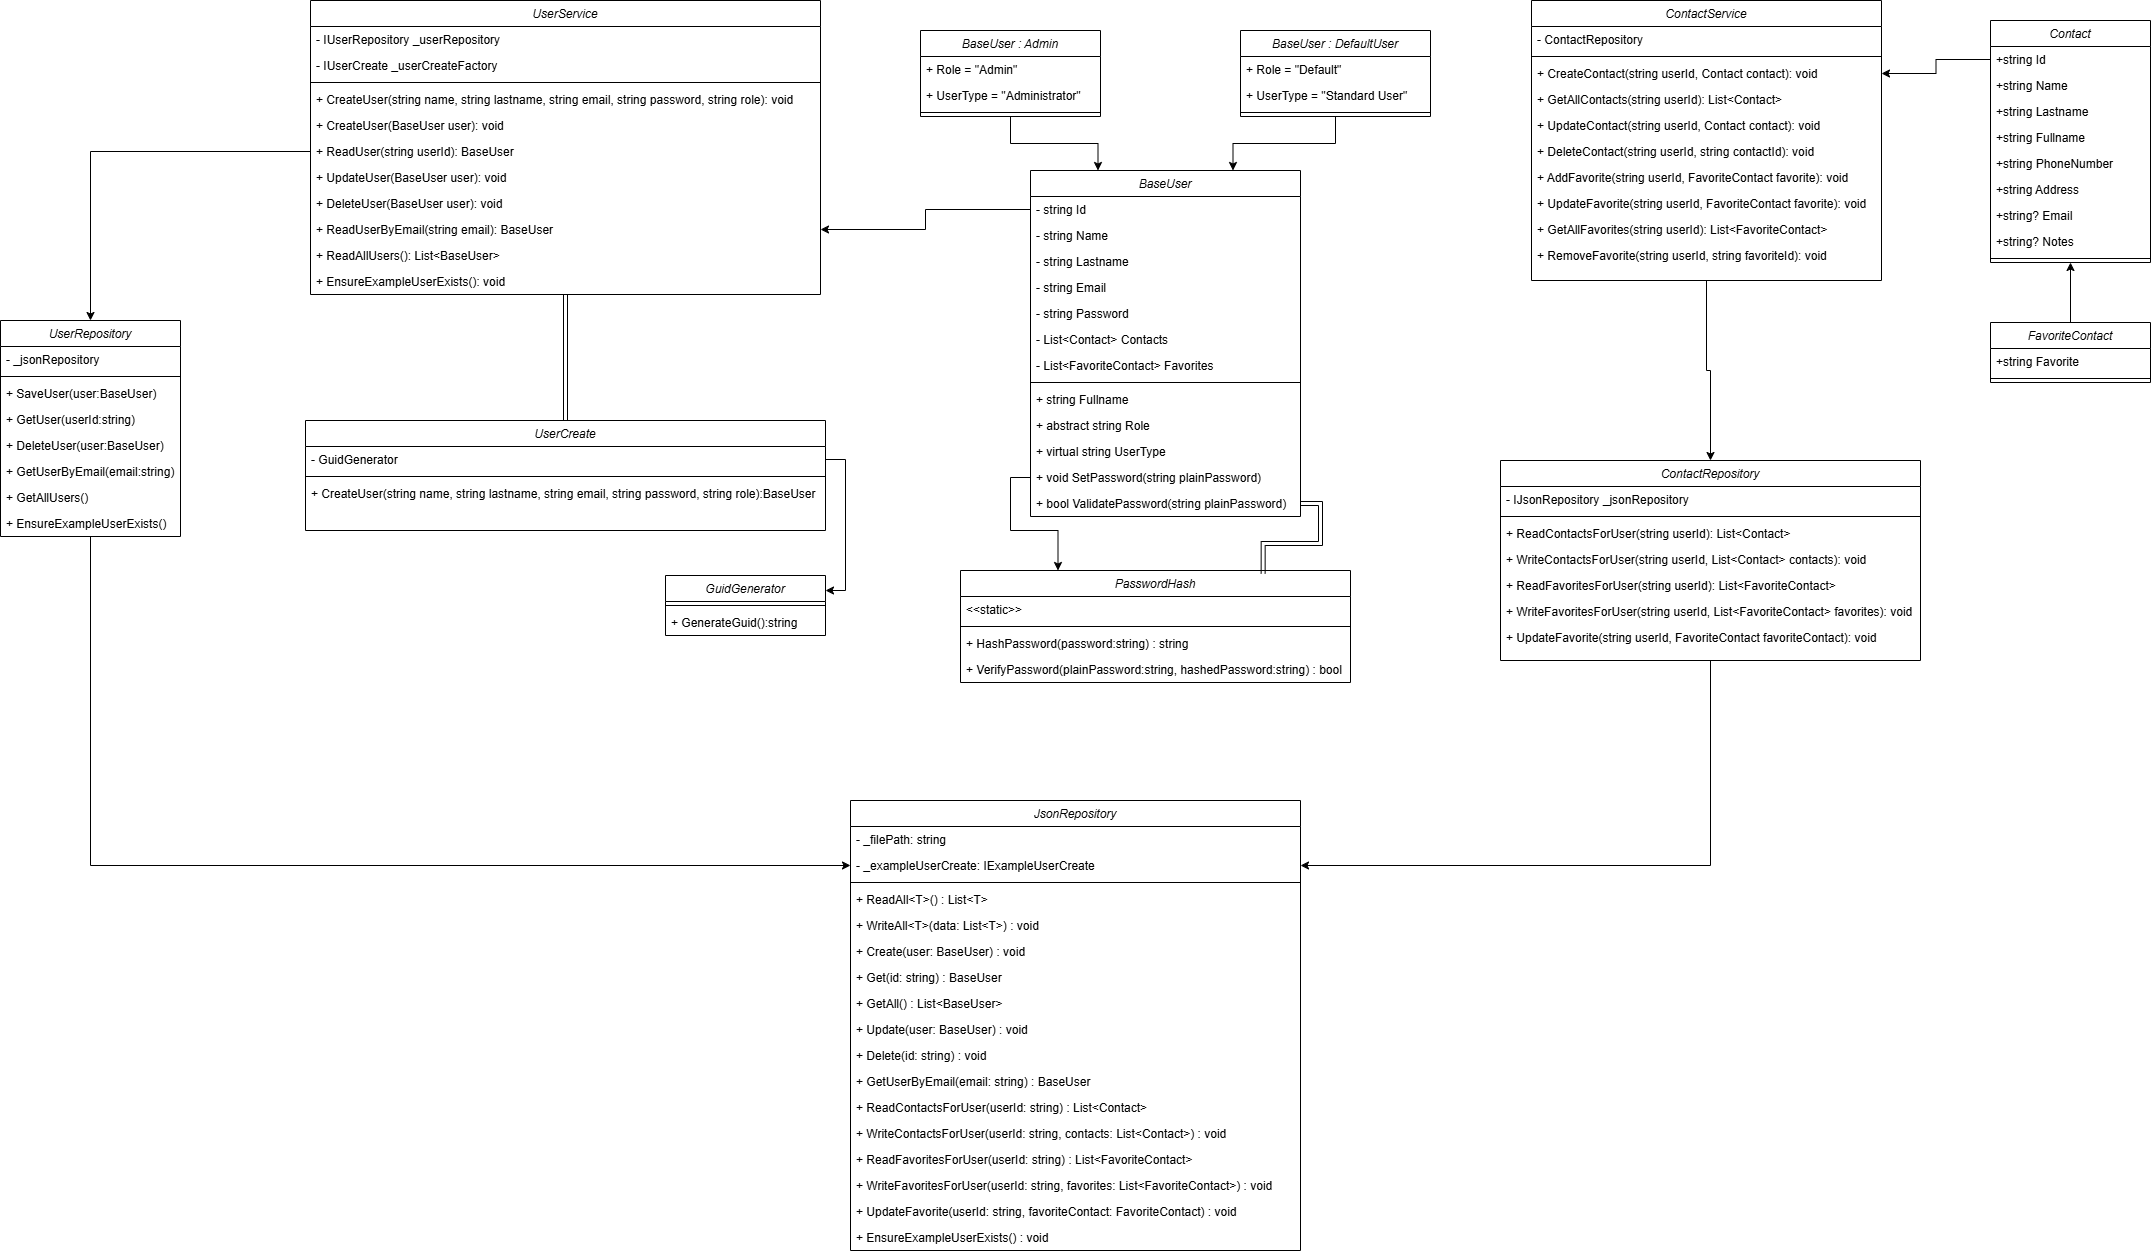 UserService
- IUserRepository _userRepository
- IUserCreate _userCreateFactory
+ CreateUser(string name, string lastname, string email, string password, string role): void
+ CreateUser(BaseUser user): void
+ ReadUser(string userId): BaseUser
+ UpdateUser(BaseUser user): void
+ DeleteUser(BaseUser user): void
+ ReadUserByEmail(string email): BaseUser
+ ReadAllUsers(): List<BaseUser>
+ EnsureExampleUserExists(): void
BaseUser : Admin
+ Role = "Admin"
+ UserType = "Administrator"
BaseUser : DefaultUser
+ Role = "Default"
+ UserType = "Standard User"
ContactService
- ContactRepository
+ CreateContact(string userId, Contact contact): void
+ GetAllContacts(string userId): List<Contact>
+ UpdateContact(string userId, Contact contact): void
+ DeleteContact(string userId, string contactId): void
+ AddFavorite(string userId, FavoriteContact favorite): void
+ UpdateFavorite(string userId, FavoriteContact favorite): void
+ GetAllFavorites(string userId): List<FavoriteContact>
+ RemoveFavorite(string userId, string favoriteId): void
Contact
+string Id
+string Name
+string Lastname
+string Fullname
+string PhoneNumber
+string Address
+string? Email
+string? Notes
BaseUser
- string Id
- string Name
- string Lastname
- string Email
- string Password
- List<Contact> Contacts
- List<FavoriteContact> Favorites
+ string Fullname
+ abstract string Role
+ virtual string UserType
+ void SetPassword(string plainPassword)
+ bool ValidatePassword(string plainPassword)
UserRepository
- _jsonRepository
+ SaveUser(user:BaseUser)
+ GetUser(userId:string)
+ DeleteUser(user:BaseUser)
+ GetUserByEmail(email:string)
+ GetAllUsers()
+ EnsureExampleUserExists()
FavoriteContact
+string Favorite
UserCreate
- GuidGenerator
+ CreateUser(string name, string lastname, string email, string password, string role):BaseUser
GuidGenerator
+ GenerateGuid():string
PasswordHash
<<static>>
+ HashPassword(password:string) : string
+ VerifyPassword(plainPassword:string, hashedPassword:string) : bool
ContactRepository
- IJsonRepository _jsonRepository
+ ReadContactsForUser(string userId): List<Contact>
+ WriteContactsForUser(string userId, List<Contact> contacts): void
+ ReadFavoritesForUser(string userId): List<FavoriteContact>
+ WriteFavoritesForUser(string userId, List<FavoriteContact> favorites): void
+ UpdateFavorite(string userId, FavoriteContact favoriteContact): void
JsonRepository
- _filePath: string
- _exampleUserCreate: IExampleUserCreate
+ ReadAll<T>() : List<T>
+ WriteAll<T>(data: List<T>) : void
+ Create(user: BaseUser) : void
+ Get(id: string) : BaseUser
+ GetAll() : List<BaseUser>
+ Update(user: BaseUser) : void
+ Delete(id: string) : void
+ GetUserByEmail(email: string) : BaseUser
+ ReadContactsForUser(userId: string) : List<Contact>
+ WriteContactsForUser(userId: string, contacts: List<Contact>) : void
+ ReadFavoritesForUser(userId: string) : List<FavoriteContact>
+ WriteFavoritesForUser(userId: string, favorites: List<FavoriteContact>) : void
+ UpdateFavorite(userId: string, favoriteContact: FavoriteContact) : void
+ EnsureExampleUserExists() : void